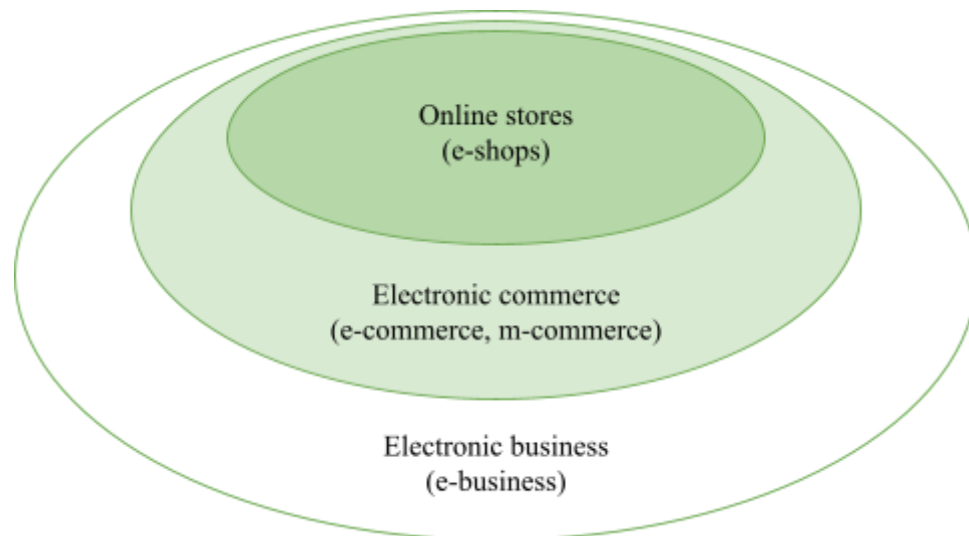 Online stores
(e-shops)
Electronic commerce
(e-commerce, m-commerce)
Electronic business
(e-business)